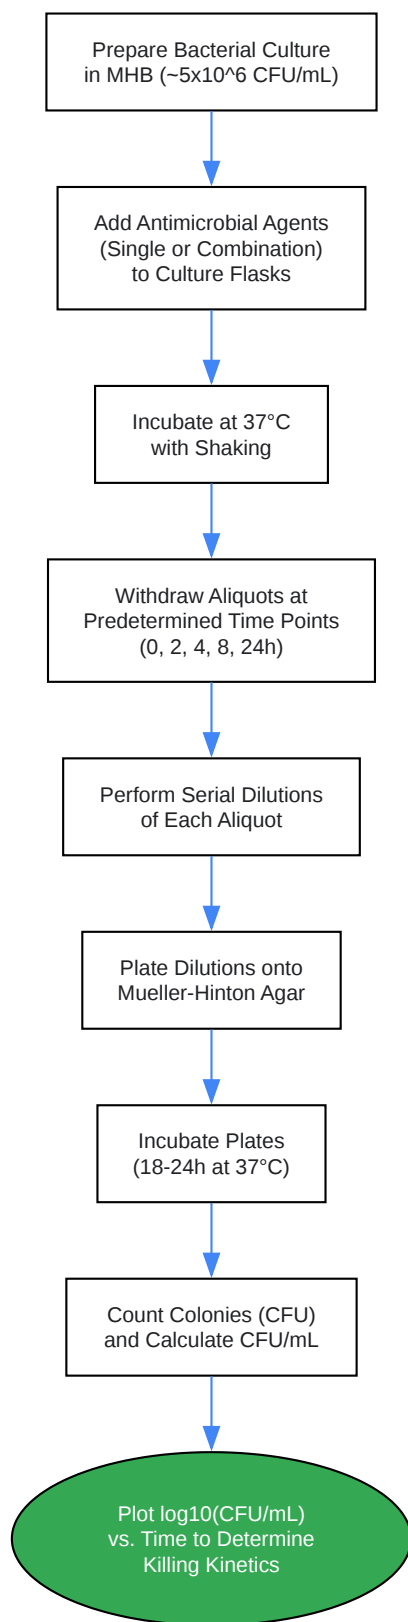 Prepare Bacterial Culture
in MHB (~5x10^6 CFU/mL)
Add Antimicrobial Agents
(Single or Combination)
to Culture Flasks
Incubate at 37°C
with Shaking
Withdraw Aliquots at
Predetermined Time Points
(0, 2, 4, 8, 24h)
Perform Serial Dilutions
of Each Aliquot
Plate Dilutions onto
Mueller-Hinton Agar
Incubate Plates
(18-24h at 37°C)
Count Colonies (CFU)
and Calculate CFU/mL
Plot log10(CFU/mL)
vs. Time to Determine
Killing Kinetics